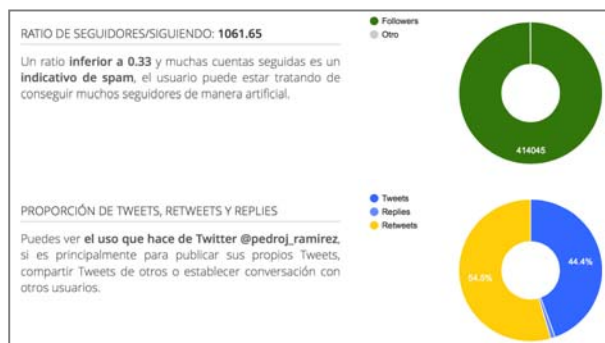 RATIO DE SEGUIDORES/SIGUIENDO: 1061.65
Un ratio inferior a 0.33 y muchas cuentas seguidas es un
indicativo de spam, el usuario puede estar tratando de
conseguir muchos seguidores de manera artificial.
Followers
Otro
414045
PROPORCIÓN DE TWEETS, RETWEETS Y REPLIES
Puedes ver el uso que hace de Twitter @pedroj_ramirez,
si es principalmente para publicar sus propios Tweets,
compartir Tweets de otros o establecer conversación con
otros usuarios.
Tweets
Replies
Retweets
44.4%